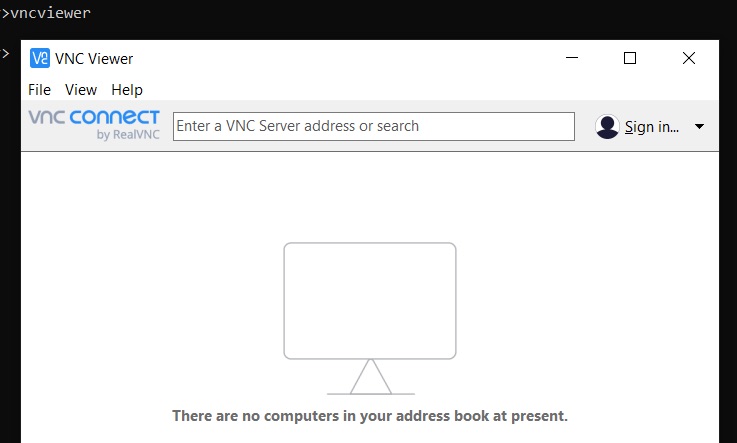 >vncviewer
>
VNC Viewer
File View Help
vnc connect
by RealVNC
Enter a VNC Server address or search
Sign in...
There are no computers in your address book at present.